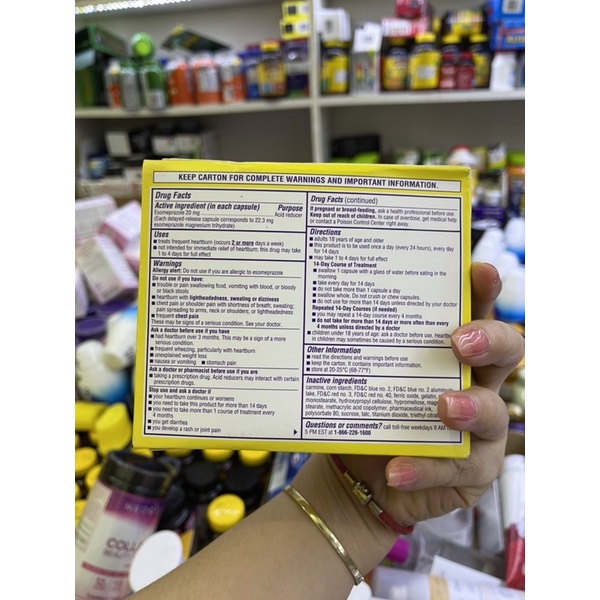 KEEP CARTON FOR COMPLETE WARNINGS AND IMPORTANT INFORMATION.
Drug Facts
Active ingredient (in each capsule) Purpose
Esomeprazole 20 mg Acid reducer
(Each delayed-release capsule corresponds to 22.3 mg
esomeprazole magnesium trihydrate)
Uses
■ treats frequent heartburn (occurs 2 or more days a week)
■ not intended for immediate relief of heartburn; this drug may take
1 to 4 days for full effect
Warnings
Allergy alert: Do not use if you are allergic to esomeprazole
Do not use if you have:
■ trouble or pain swallowing food, vomiting with blood, or bloody
or black stools
■ heartburn with lightheadedness, sweating or dizziness
■ chest pain or shoulder pain with shortness of breath; sweating;
pain spreading to arms, neck or shoulders; or lightheadedness
■ frequent chest pain
These may be signs of a serious condition. See your doctor.
Ask a doctor before use if you have
■ had heartburn over 3 months. This may be a sign of a more
serious condition.
■ frequent wheezing, particularly with heartburn
■ unexplained weight loss
■ nausea or vomiting ■ stomach pain
Ask a doctor or pharmacist before use if you are
■ taking a prescription drug. Acid reducers may interact with certain
prescription drugs.
Stop use and ask a doctor if
■ your heartburn continues or worsens
■ you need to take this product for more than 14 days
■ you need to take more than 1 course of treatment every
4 months
■ you get diarrhea
■ you develop a rash or joint pain
Drug Facts (continued)
If pregnant or breast-feeding, ask a health professional before use.
Keep out of reach of children. In case of overdose, get medical help
or contact a Poison Control Center right away.
Directions
■ adults 18 years of age and older
■ this product is to be used once a day (every 24 hours), every day
for 14 days
■ may take 1 to 4 days for full effect
14-Day Course of Treatment
■ swallow 1 capsule with a glass of water before eating in the
morning
■ take every day for 14 days
■ do not take more than 1 capsule a day
■ swallow whole. Do not crush or chew capsules.
■ do not use for more than 14 days unless directed by your doctor
Repeated 14-Day Courses (if needed)
■ you may repeat a 14-day course every 4 months
■ do not take for more than 14 days or more often than every
4 months unless directed by a doctor
■ children under 18 years of age: ask a doctor before use. Heartburn
in children may sometimes be caused by a serious condition.
Other Information
■ read the directions and warnings before use
■ keep the carton. It contains important information.
■ store at 20-25°C (68-77°F)
Inactive ingredients
carmine, corn starch, FD&C blue no. 2, FD&C blue no. 2 aluminum
lake, FD&C red no. 3, FD&C red no. 40, ferric oxide, gelatin,
monostearate, hydroxypropyl cellulose, hypromellose,
stearate, methacrylic acid copolymer, pharmaceutical ink,
polysorbate 80, sucrose, talc, titanium dioxide, triethyl
Questions or comments? call toll-free weekdays 9 AM
5 PM EST at 1-866-226-1600
COLL